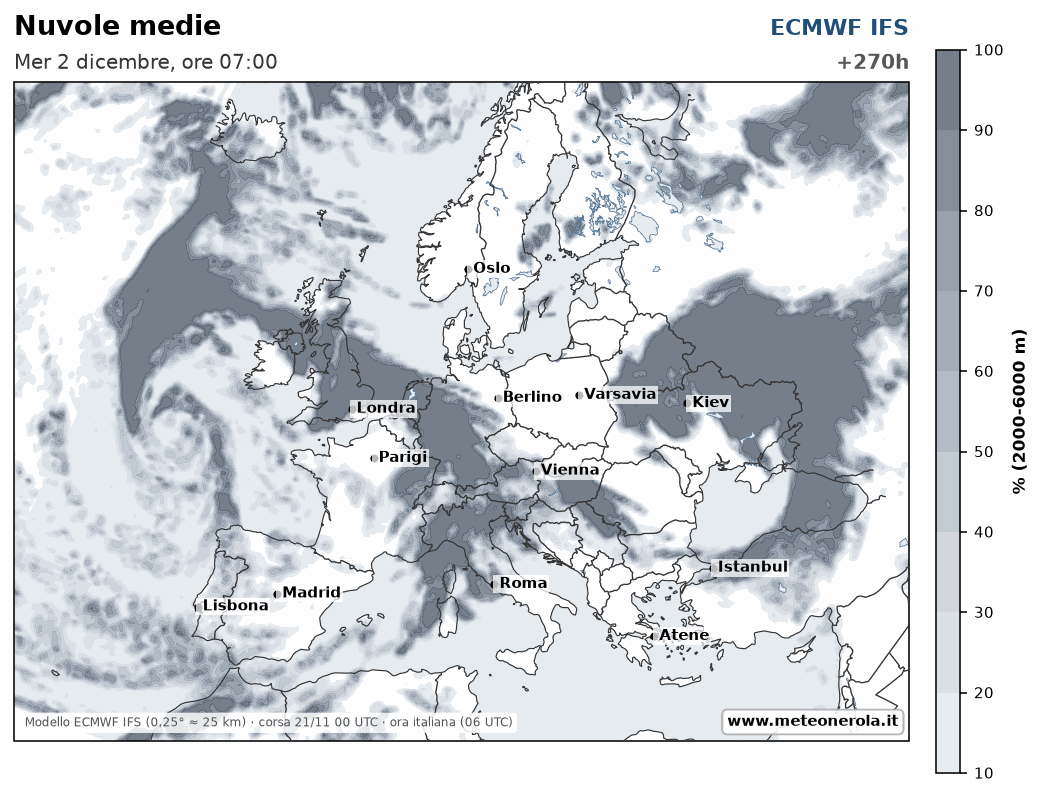 Nuvole medie
ECMWF IFS
Mer 2 dicembre, ore 07:00
+270h
100
90
80
70
60
50
40
30
20
10
% (2000-6000 m)
Oslo
Berlino
Varsavia
Kiev
Londra
Parigi
Vienna
Istanbul
Roma
Madrid
Lisbona
Atene
Modello ECMWF IFS (0,25° ≈ 25 km) · corsa 21/11 00 UTC · ora italiana (06 UTC)
www.meteonerola.it